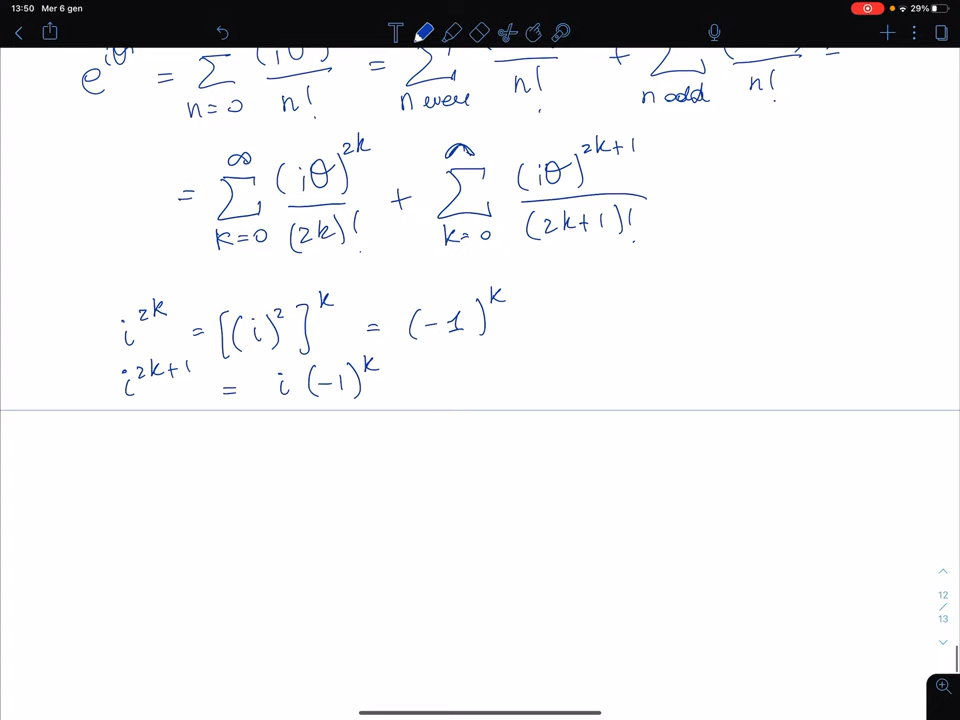 13:50 Mer 6 gen 29%
e^{iθ} = Σ_{n=0} (iθ) / n! = Σ_{n even} / n! + Σ_{n odd} / n! =
= Σ_{k=0}^{∞} (iθ)^{2k} / (2k)! + Σ_{k=0}^{∞} (iθ)^{2k+1} / (2k+1)!
i^{2k} = [(i)^2]^k = (-1)^k
i^{2k+1} = i (-1)^k
12
/
13